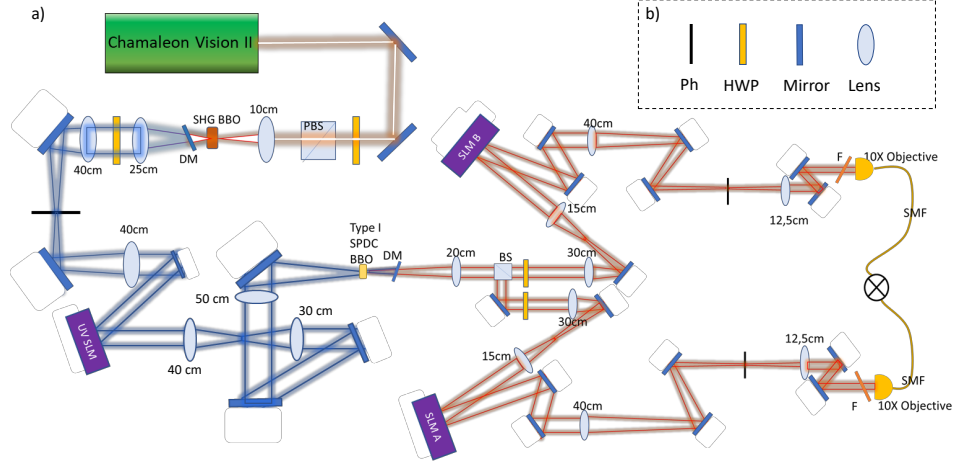 a)
Chamaleon Vision II
b)
Ph
HWP
Mirror
Lens
SHG BBO
10cm
PBS
DM
40cm
25cm
SLM B
40cm
F
10X Objective
15cm
12,5cm
SMF
40cm
Type I
SPDC
BBO
DM
20cm
BS
30cm
50 cm
30 cm
UV SLM
40 cm
30cm
15cm
12,5cm
SLM A
40cm
F
SMF
10X Objective